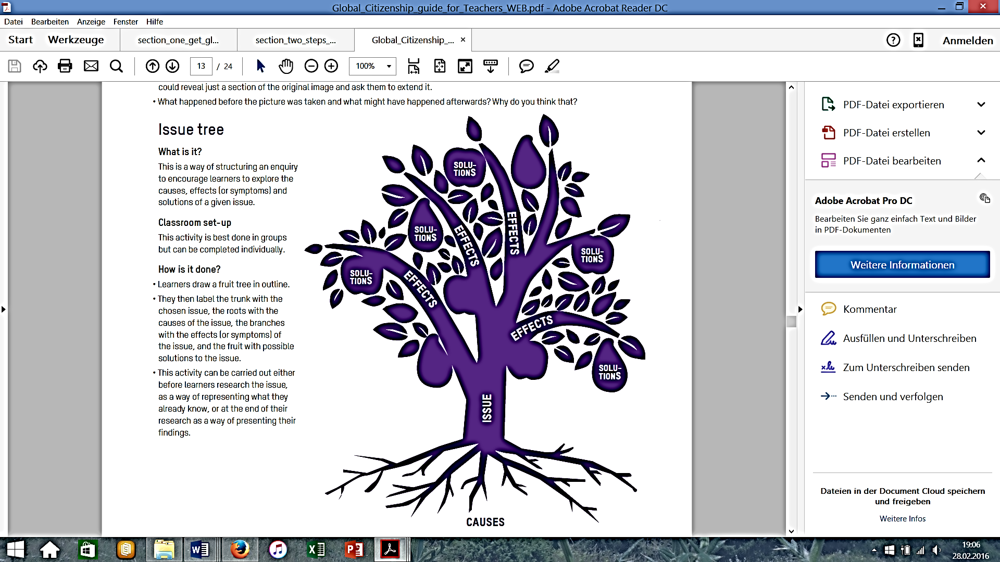 Global_Citizenship_guide_for_Teachers_WEB.pdf - Adobe Acrobat Reader DC
Datei Bearbeiten Anzeige Fenster Hilfe
Start Werkzeuge section_one_get_gl... section_two_steps_... Global_Citizenship_... Anmelden
13 / 24 100%
could reveal just a section of the original image and ask them to extend it.
• What happened before the picture was taken and what might have happened afterwards? Why do you think that?
Issue tree
What is it?
This is a way of structuring an enquiry
to encourage learners to explore the
causes, effects (or symptoms) and
solutions of a given issue.
Classroom set-up
This activity is best done in groups
but can be completed individually.
How is it done?
• Learners draw a fruit tree in outline.
• They then label the trunk with the
chosen issue, the roots with the
causes of the issue, the branches
with the effects (or symptoms) of
the issue, and the fruit with possible
solutions to the issue.
• This activity can be carried out either
before learners research the issue,
as a way of representing what they
already know, or at the end of their
research as a way of presenting their
findings.
SOLU-
TIONS
SOLU-
TIONS
SOLU-
TIONS
SOLU-
TIONS
SOLU-
TIONS
EFFECTS
EFFECTS
EFFECTS
EFFECTS
ISSUE
CAUSES
PDF-Datei exportieren
PDF-Datei erstellen
PDF-Datei bearbeiten
Adobe Acrobat Pro DC
Bearbeiten Sie ganz einfach Text und Bilder
in PDF-Dokumenten
Weitere Informationen
Kommentar
Ausfüllen und Unterschreiben
Zum Unterschreiben senden
Senden und verfolgen
Dateien in der Document Cloud speichern
und freigeben
Weitere Infos
19:06
28.02.2016